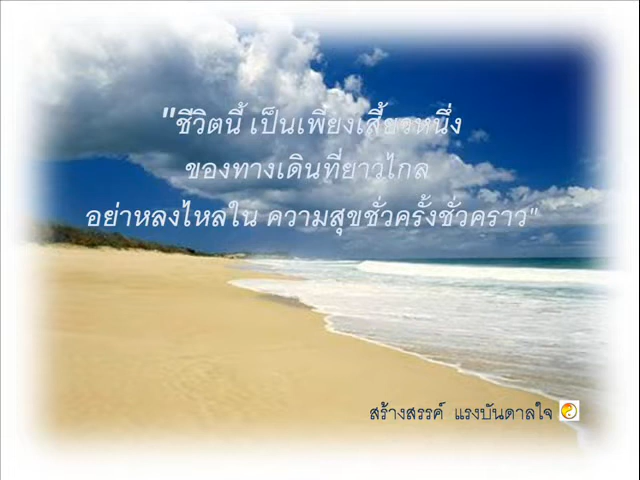 "ชีวิตนี้ เป็นเพียงเสี้ยวหนึ่ง
ของทางเดินที่ยาวไกล
อย่าหลงไหลใน ความสุขชั่วครั้งชั่วคราว"
สร้างสรรค์ แรงบันดาลใจ